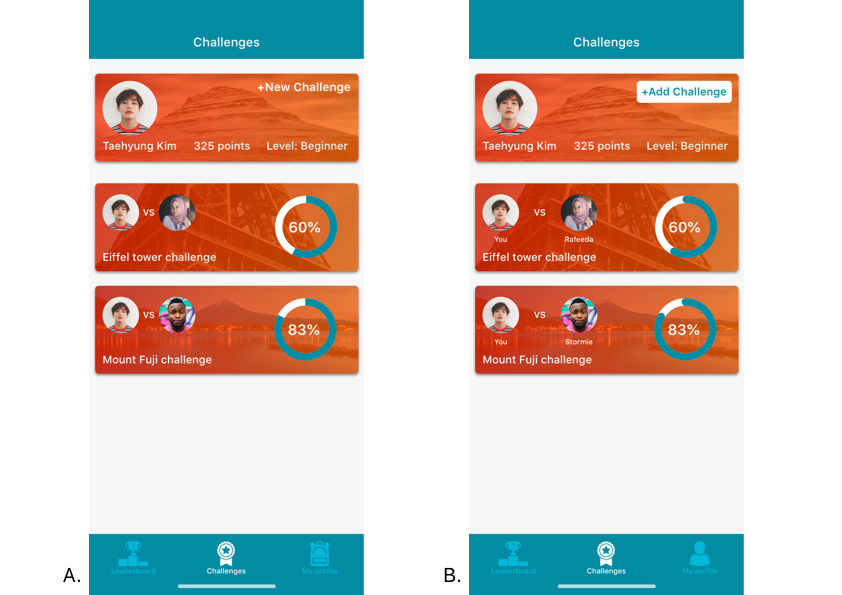 Challenges
+New Challenge
Taehyung Kim 325 points Level: Beginner
VS
60%
Eiffel tower challenge
VS
83%
Mount Fuji challenge
Leaderboard Challenges My profile
A.
Challenges
+Add Challenge
Taehyung Kim 325 points Level: Beginner
VS
60%
You Rafeeda
Eiffel tower challenge
VS
83%
You Stormie
Mount Fuji challenge
Leaderboard Challenges My profile
B.